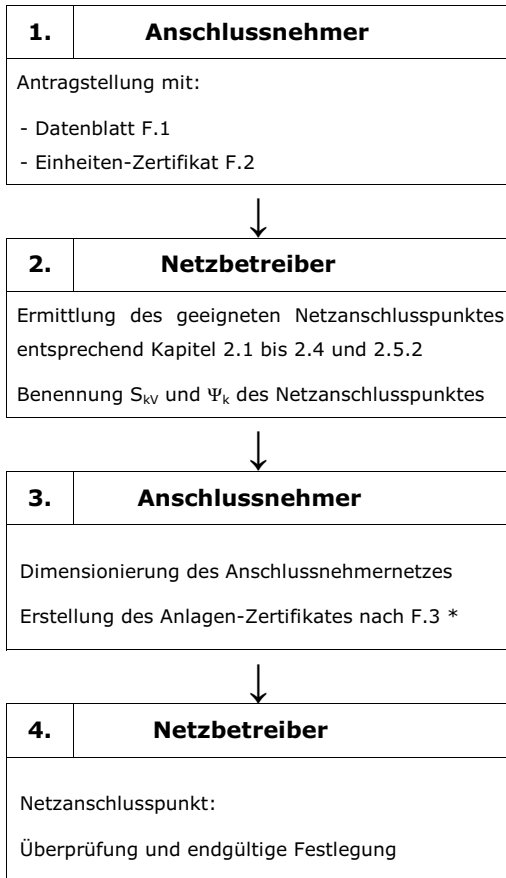 1. Anschlussnehmer
Antragstellung mit:
- Datenblatt F.1
- Einheiten-Zertifikat F.2
↓
2. Netzbetreiber
Ermittlung des geeigneten Netzanschlusspunktes
entsprechend Kapitel 2.1 bis 2.4 und 2.5.2
Benennung SkV und Ψk des Netzanschlusspunktes
↓
3. Anschlussnehmer
Dimensionierung des Anschlussnehmernetzes
Erstellung des Anlagen-Zertifikates nach F.3 *
↓
4. Netzbetreiber
Netzanschlusspunkt:
Überprüfung und endgültige Festlegung